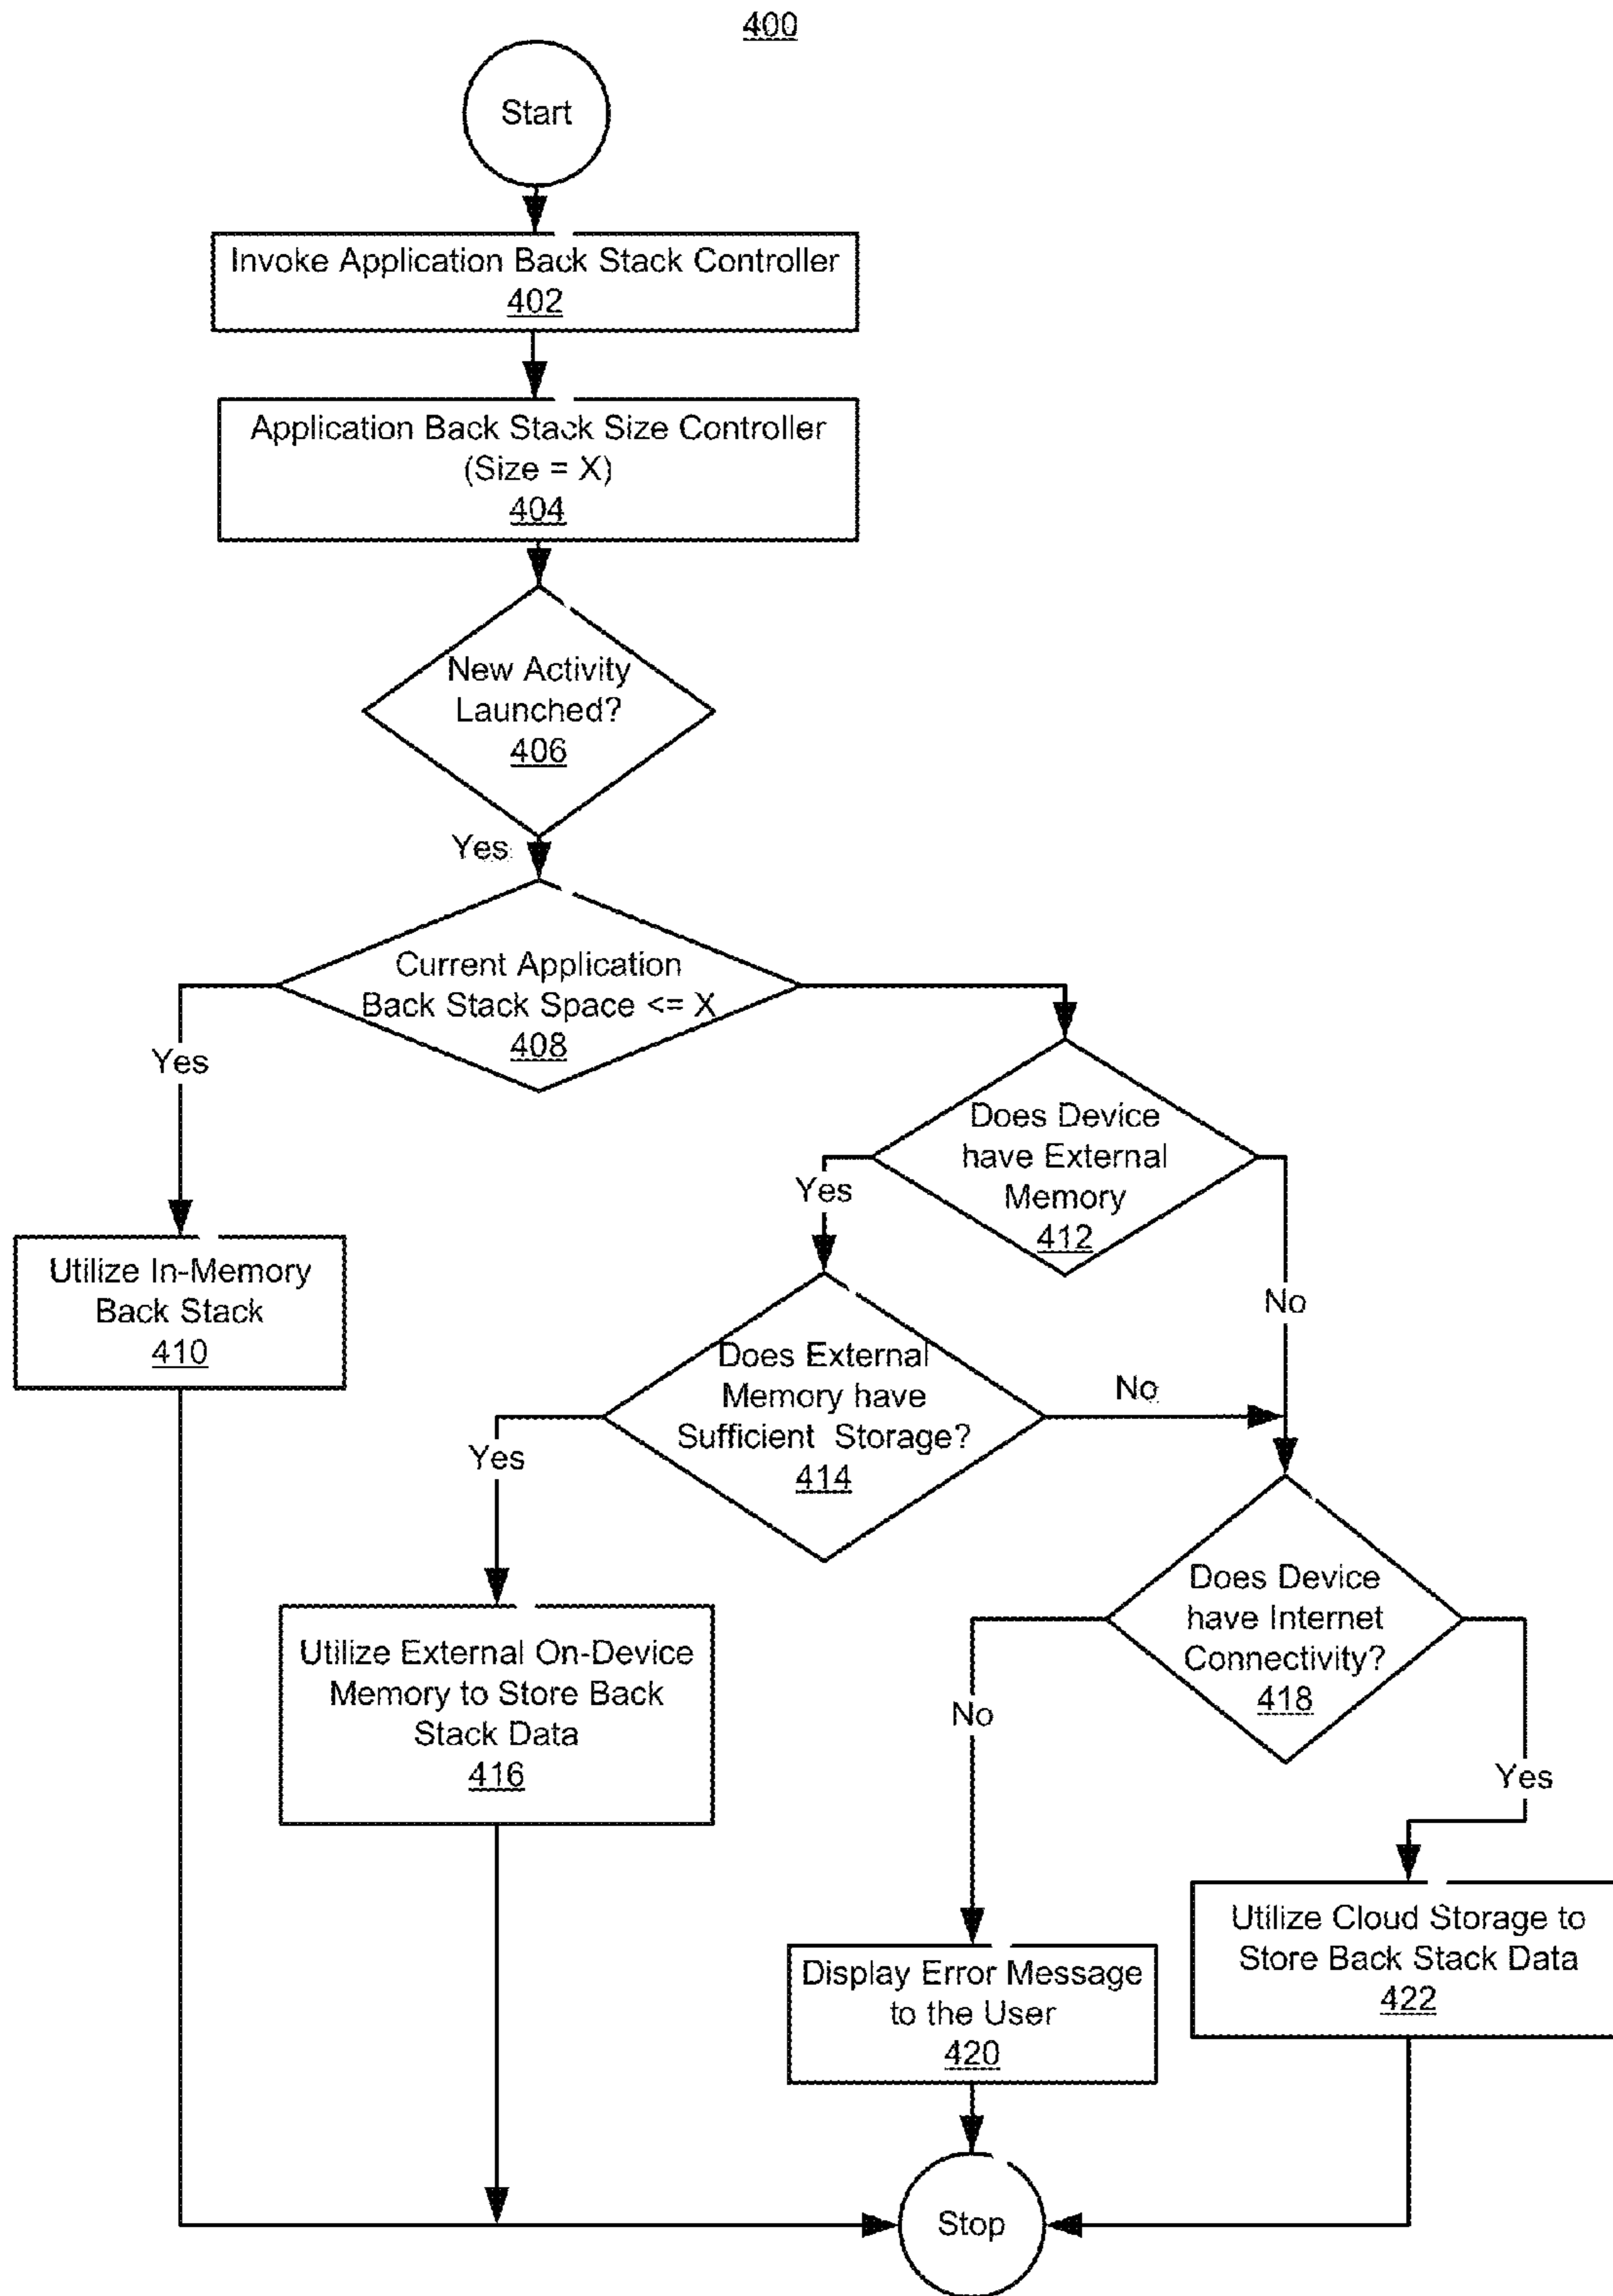 400
Start
Invoke Application Back Stack Controller
402
Application Back Stack Size Controller
(Size = X)
404
New Activity
Launched?
406
Yes
Current Application
Back Stack Space <= X
408
Yes
Does Device
have External
Memory
412
Yes
No
Utilize In-Memory
Back Stack
410
Does External
Memory have
Sufficient Storage?
414
No
Yes
Does Device
have Internet
Connectivity?
418
No
Yes
Utilize External On-Device
Memory to Store Back
Stack Data
416
Utilize Cloud Storage to
Store Back Stack Data
422
Display Error Message
to the User
420
Stop